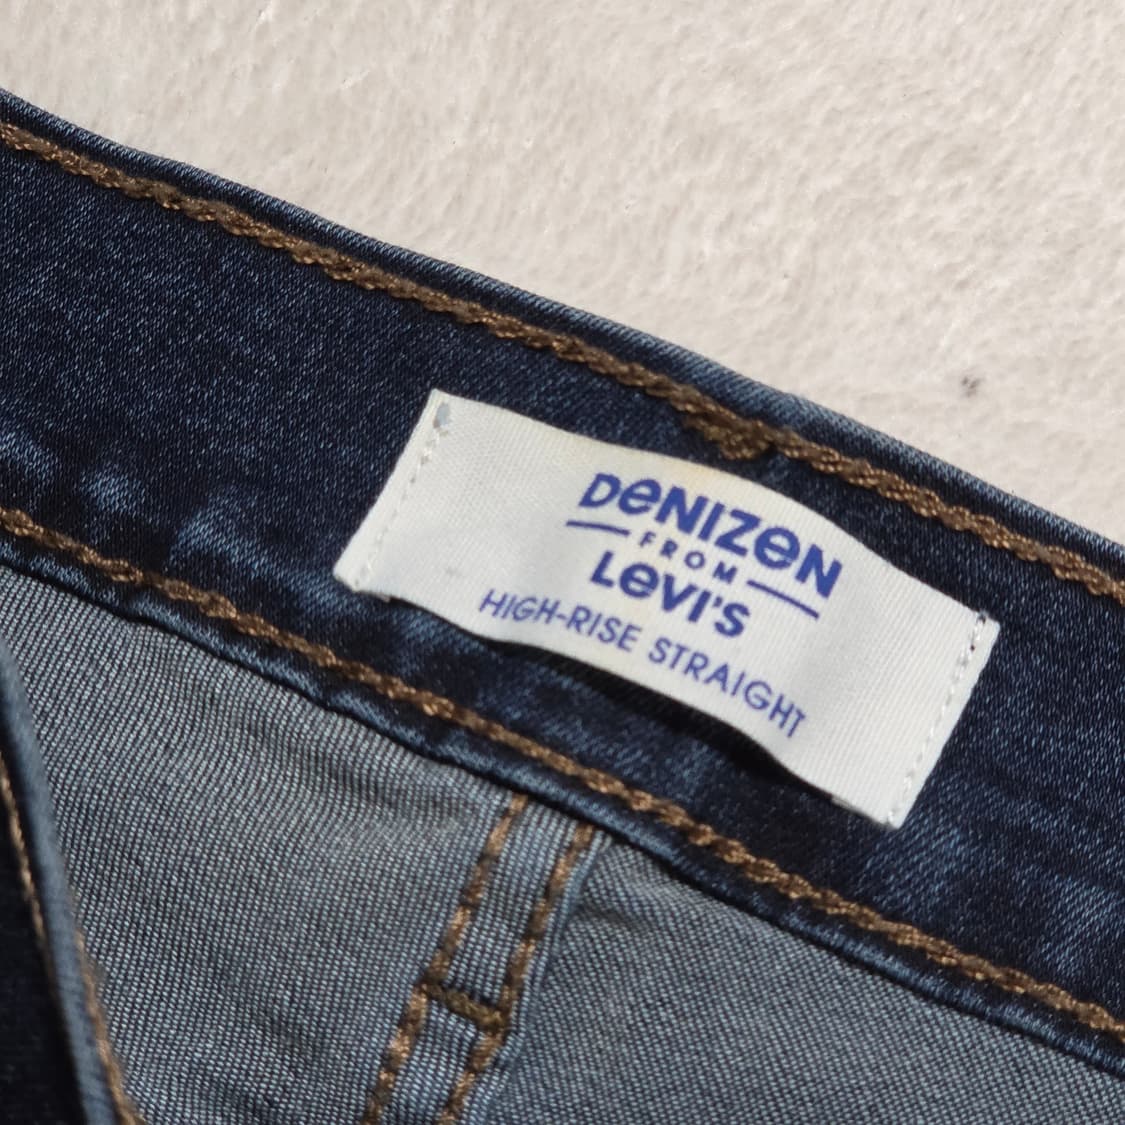 DeNIZeN
FROM
Levi's
HIGH-RISE STRAIGHT